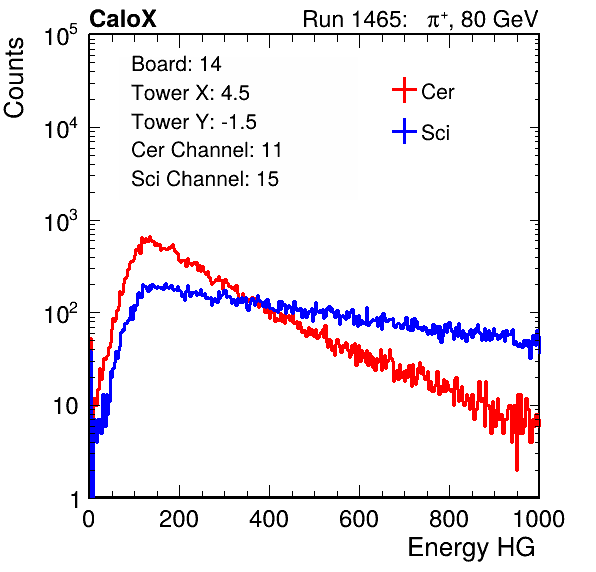 CaloX Run 1465: π⁺, 80 GeV
Counts
10⁵
10⁴
10³
10²
10
1
Board: 14
Tower X: 4.5
Tower Y: -1.5
Cer Channel: 11
Sci Channel: 15
Cer
Sci
0 200 400 600 800 1000
Energy HG